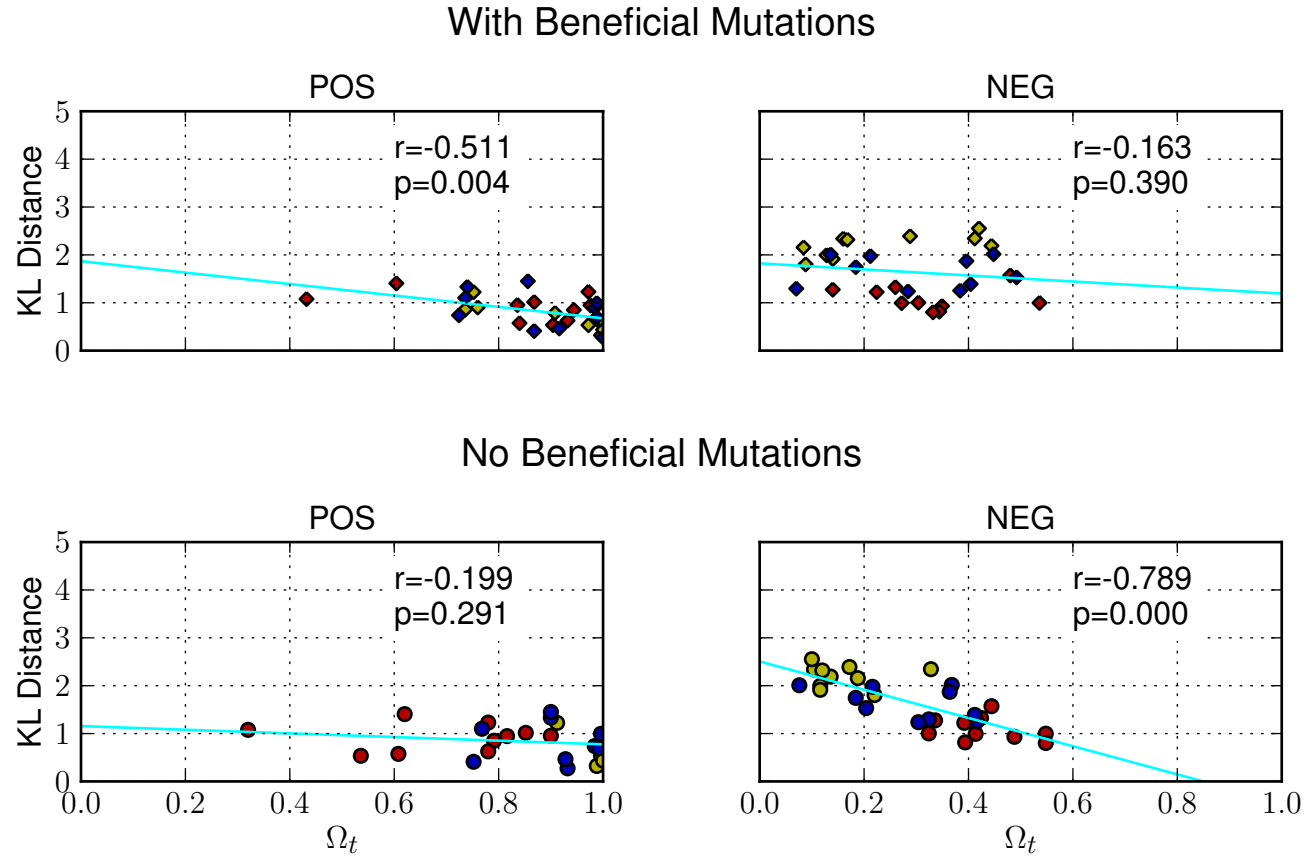 With Beneficial Mutations
POS
NEG
5
4
3
2
1
0
KL Distance
r=-0.511
p=0.004
r=-0.163
p=0.390
No Beneficial Mutations
POS
NEG
5
4
3
2
1
0
KL Distance
r=-0.199
p=0.291
r=-0.789
p=0.000
0.0 0.2 0.4 0.6 0.8 1.0
0.0 0.2 0.4 0.6 0.8 1.0
Ωt
Ωt